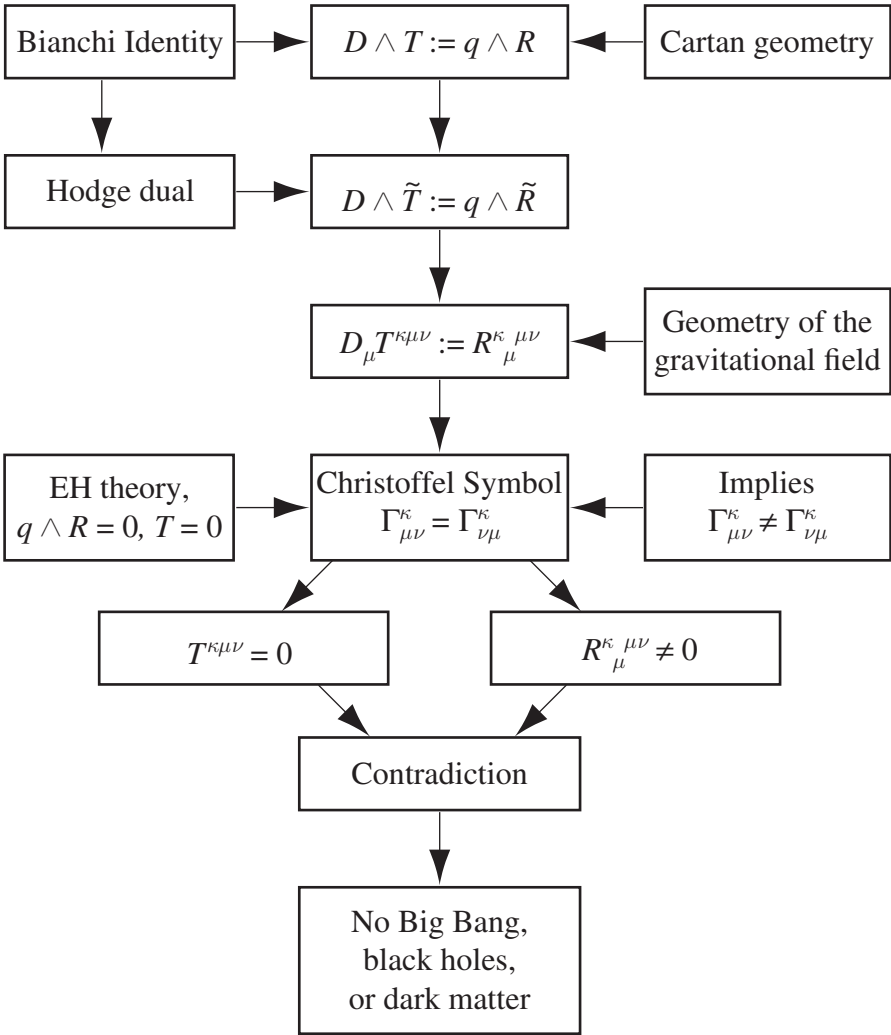 Bianchi Identity
D ∧ T := q ∧ R
Cartan geometry
Hodge dual
D ∧ T̃ := q ∧ R̃
D_μ T^{κμν} := R^κ_μ^{μν}
Geometry of the
gravitational field
EH theory,
q ∧ R = 0, T = 0
Christoffel Symbol
Γ^κ_{μν} = Γ^κ_{νμ}
Implies
Γ^κ_{μν} ≠ Γ^κ_{νμ}
T^{κμν} = 0
R^κ_μ^{μν} ≠ 0
Contradiction
No Big Bang,
black holes,
or dark matter